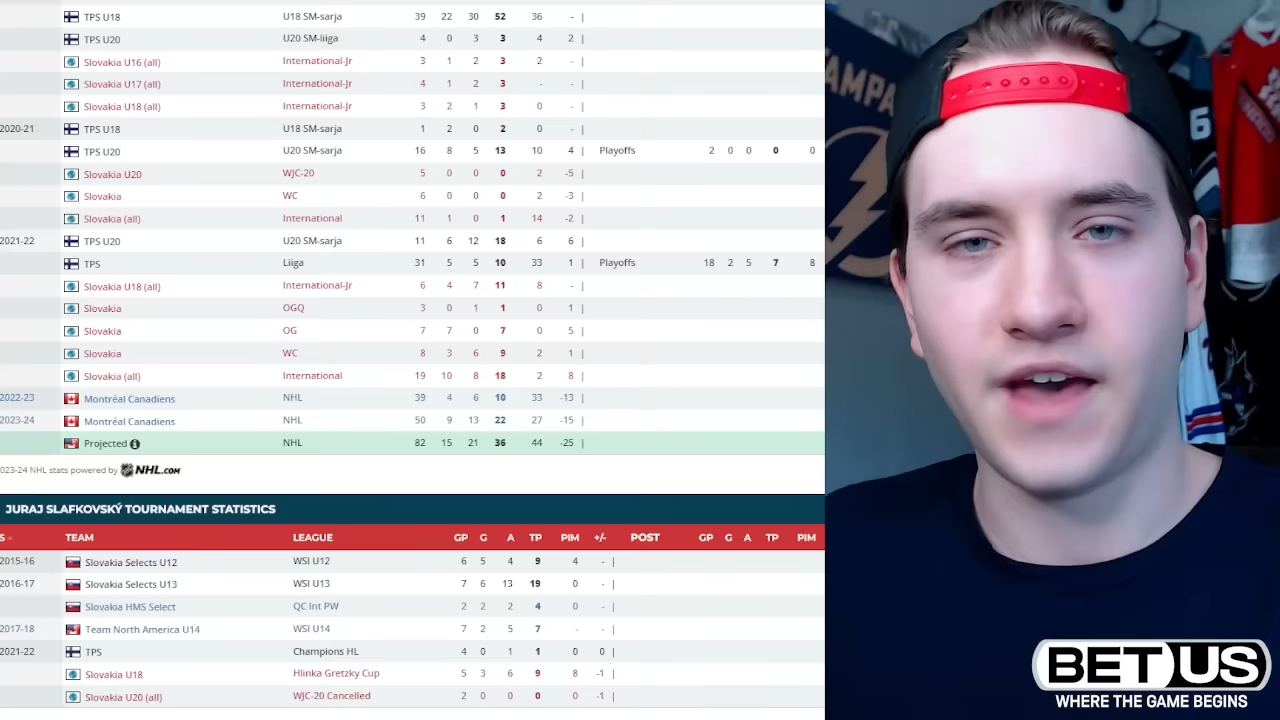 TPS U18 U18 SM-sarja 39 22 30 52 36 - |
TPS U20 U20 SM-liiga 4 0 3 3 4 2 |
Slovakia U16 (all) International-Jr 3 1 2 3 2 - |
Slovakia U17 (all) International-Jr 4 1 2 3 - - |
Slovakia U18 (all) International-Jr 3 2 1 3 0 - |
2020-21 TPS U18 U18 SM-sarja 1 2 0 2 0 - |
TPS U20 U20 SM-sarja 16 8 5 13 10 4 | Playoffs 2 0 0 0 0
Slovakia U20 WJC-20 5 0 0 0 2 -5 |
Slovakia WC 6 0 0 0 2 -3 |
Slovakia (all) International 11 1 0 1 14 -2 |
2021-22 TPS U20 U20 SM-sarja 11 6 12 18 6 6 |
TPS Liiga 31 5 5 10 33 1 | Playoffs 18 2 5 7 8
Slovakia U18 (all) International-Jr 6 4 7 11 8 - |
Slovakia OGQ 3 0 1 1 0 1 |
Slovakia OG 7 7 0 7 0 5 |
Slovakia WC 8 3 6 9 2 1 |
Slovakia (all) International 19 10 8 18 2 8 |
2022-23 Montréal Canadiens NHL 39 4 6 10 33 -13 |
2023-24 Montréal Canadiens NHL 50 9 13 22 27 -15 |
Projected NHL 82 15 21 36 44 -25 |
023-24 NHL stats powered by NHL.COM
JURAJ SLAFKOVSKÝ TOURNAMENT STATISTICS
S TEAM LEAGUE GP G A TP PIM +/- POST GP G A TP PIM
2015-16 Slovakia Selects U12 WSI U12 6 5 4 9 4 - |
2016-17 Slovakia Selects U13 WSI U13 7 6 13 19 0 - |
Slovakia HMS Select QC Int PW 2 2 2 4 0 - |
2017-18 Team North America U14 WSI U14 7 2 5 7 - - |
2021-22 TPS Champions HL 4 0 1 1 0 0 |
Slovakia U18 Hlinka Gretzky Cup 5 3 6 9 8 -1 |
Slovakia U20 (all) WJC-20 Cancelled 2 0 0 0 0 -1 |
AMPA
6
BETUS
WHERE THE GAME BEGINS